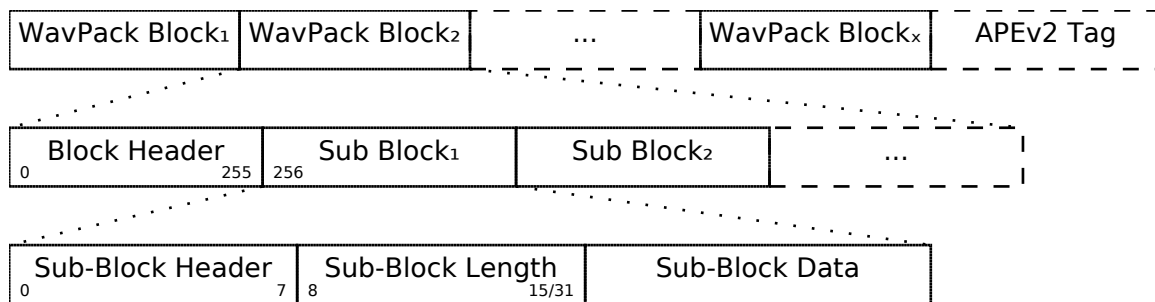 WavPack Block₁ WavPack Block₂ ... WavPack Blockₓ APEv2 Tag
Block Header Sub Block₁ Sub Block₂ ...
0 255 256
Sub-Block Header Sub-Block Length Sub-Block Data
0 7 8 15/31